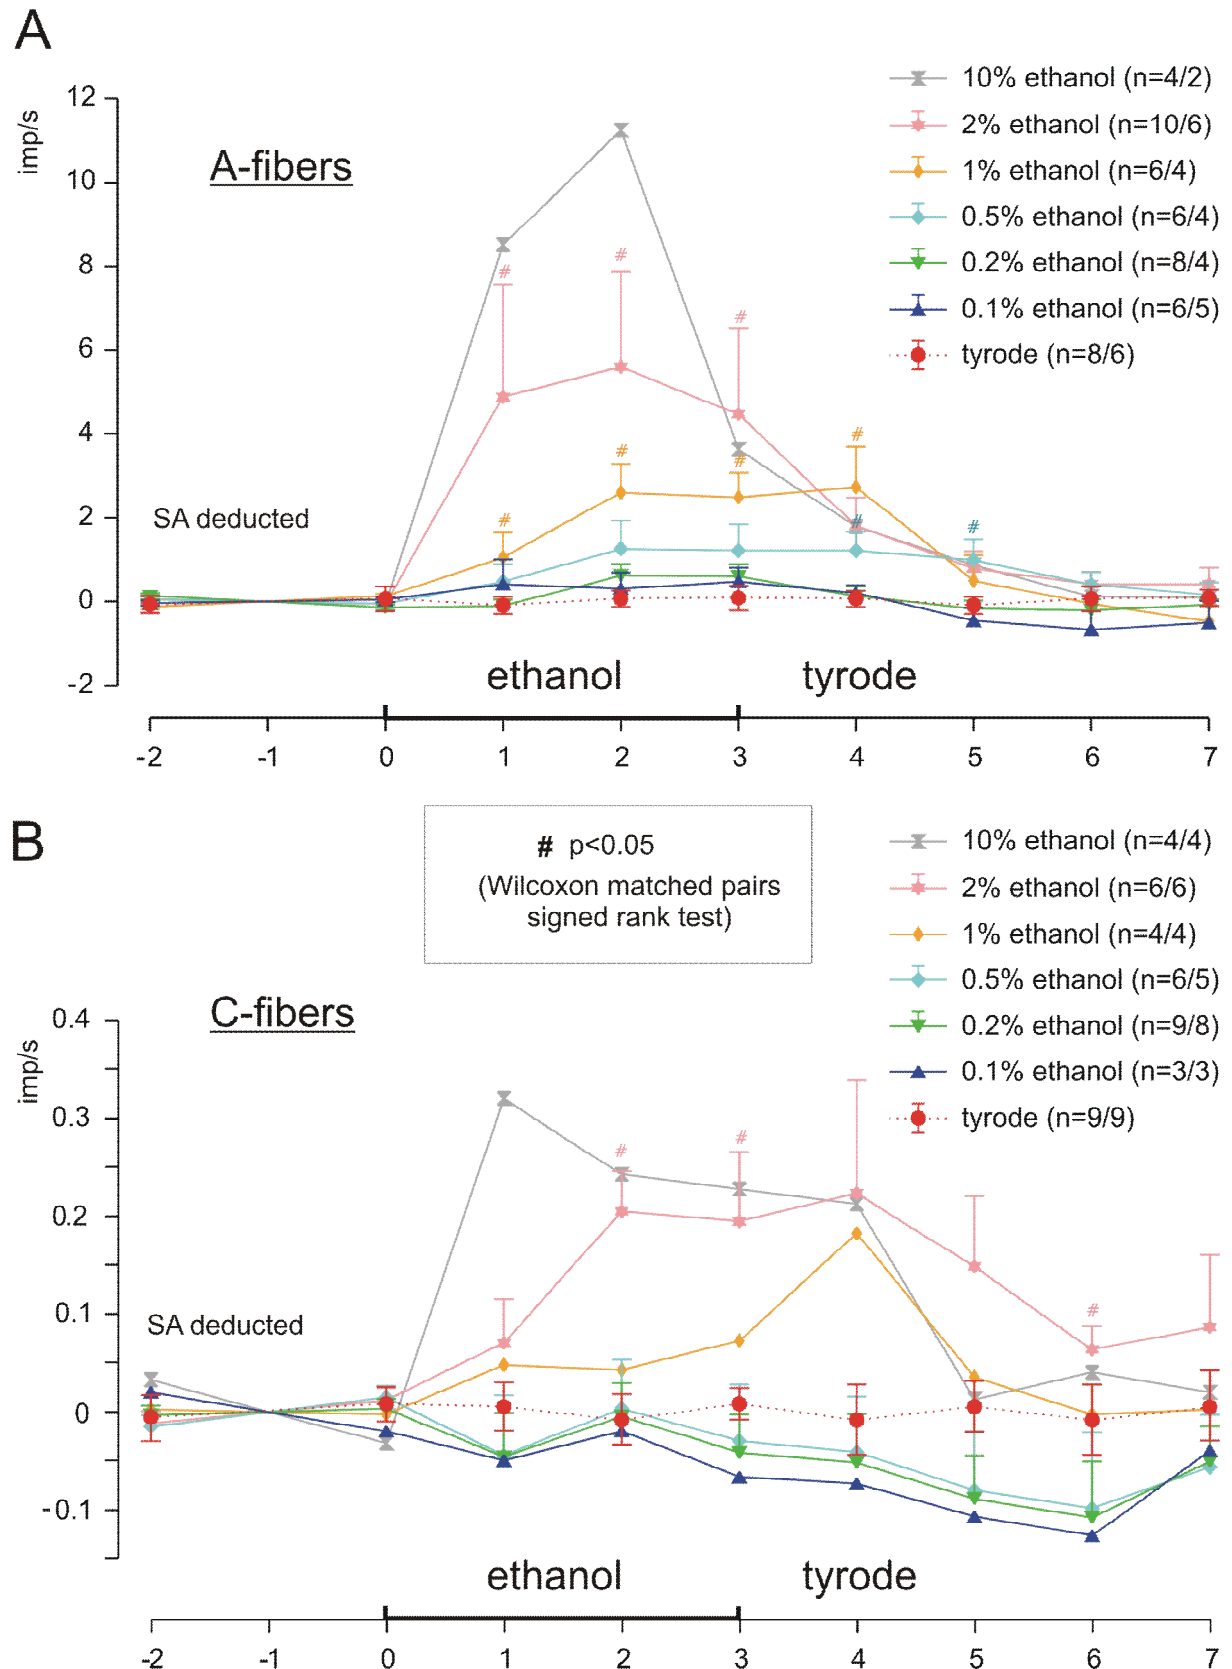 A
imp/s
A-fibers
10% ethanol (n=4/2)
2% ethanol (n=10/6)
1% ethanol (n=6/4)
0.5% ethanol (n=6/4)
0.2% ethanol (n=8/4)
0.1% ethanol (n=6/5)
tyrode (n=8/6)
12
10
8
6
4
2
0
-2
# # #
# # # #
# #
SA deducted
ethanol tyrode
-2 -1 0 1 2 3 4 5 6 7
# p<0.05
(Wilcoxon matched pairs
signed rank test)
B
imp/s
C-fibers
10% ethanol (n=4/4)
2% ethanol (n=6/6)
1% ethanol (n=4/4)
0.5% ethanol (n=6/5)
0.2% ethanol (n=9/8)
0.1% ethanol (n=3/3)
tyrode (n=9/9)
0.4
0.3
0.2
0.1
0
-0.1
# # #
SA deducted
ethanol tyrode
-2 -1 0 1 2 3 4 5 6 7